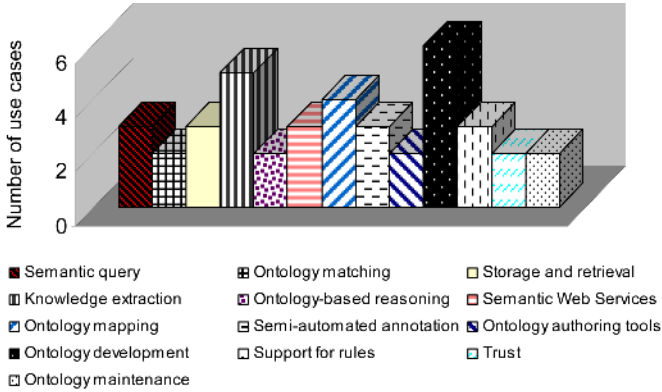 Number of use cases
6
4
2
0
Semantic query
Ontology matching
Storage and retrieval
Knowledge extraction
Ontology-based reasoning
Semantic Web Services
Ontology mapping
Semi-automated annotation
Ontology authoring tools
Ontology development
Support for rules
Trust
Ontology maintenance